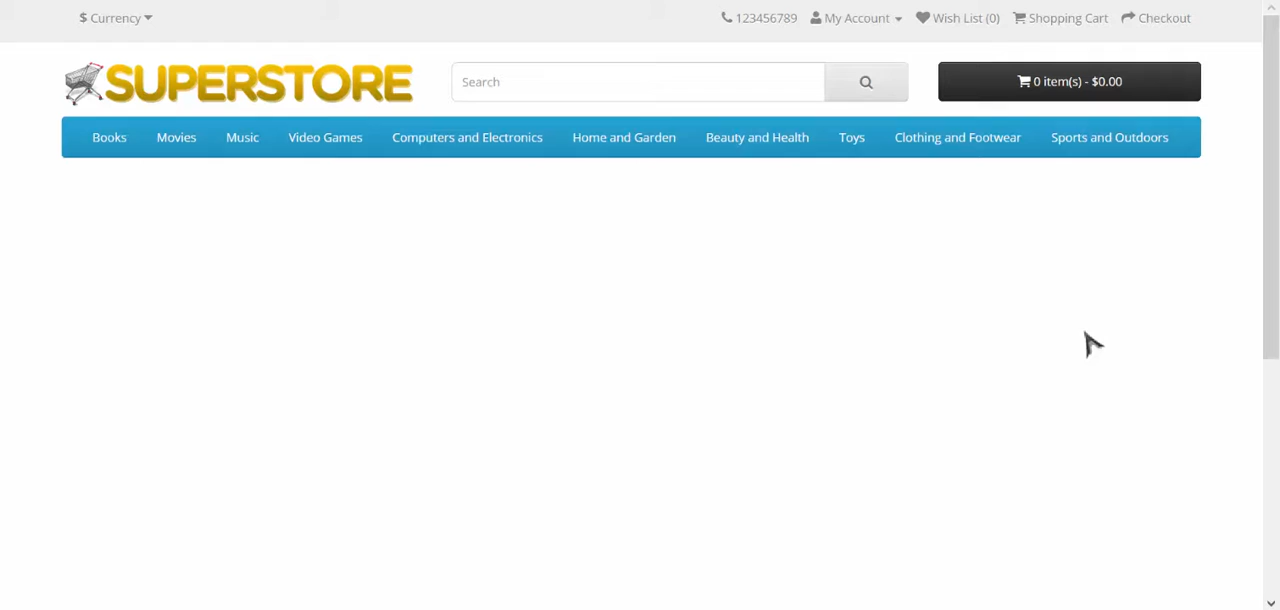 $ Currency 123456789 My Account Wish List (0) Shopping Cart Checkout
SUPERSTORE Search 0 item(s) - $0.00
Books Movies Music Video Games Computers and Electronics Home and Garden Beauty and Health Toys Clothing and Footwear Sports and Outdoors